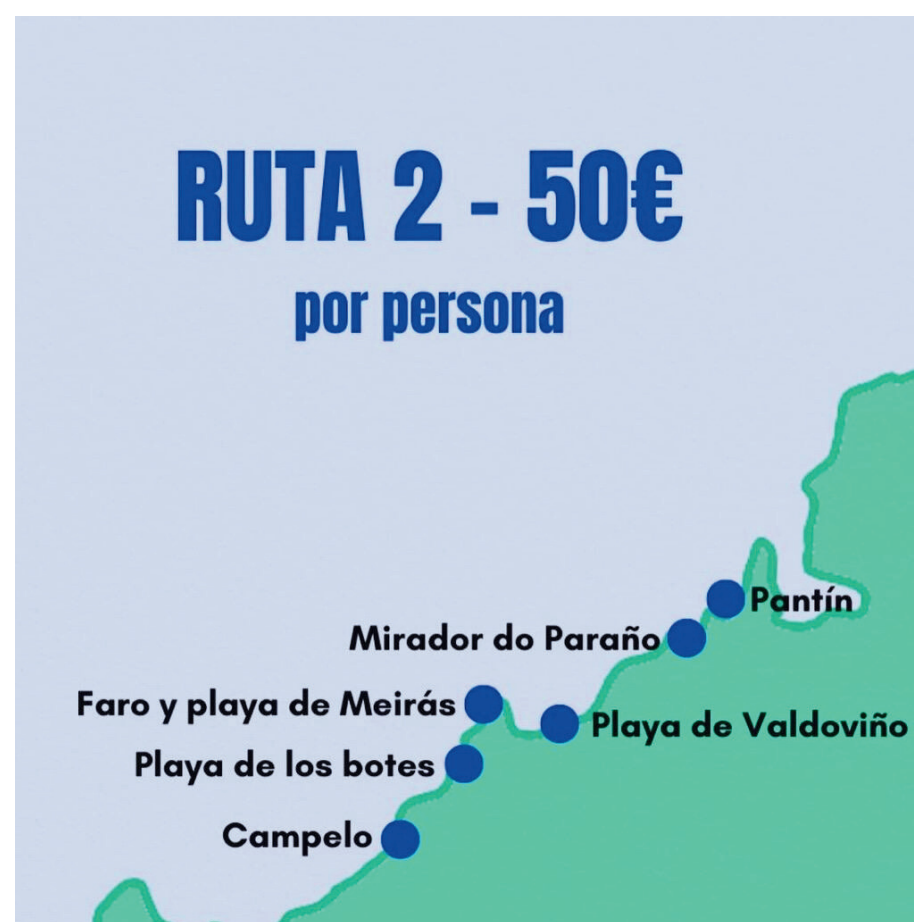 RUTA 2 - 50€
por persona
Pantín
Mirador do Paraño
Faro y playa de Meirás
Playa de Valdoviño
Playa de los botes
Campelo